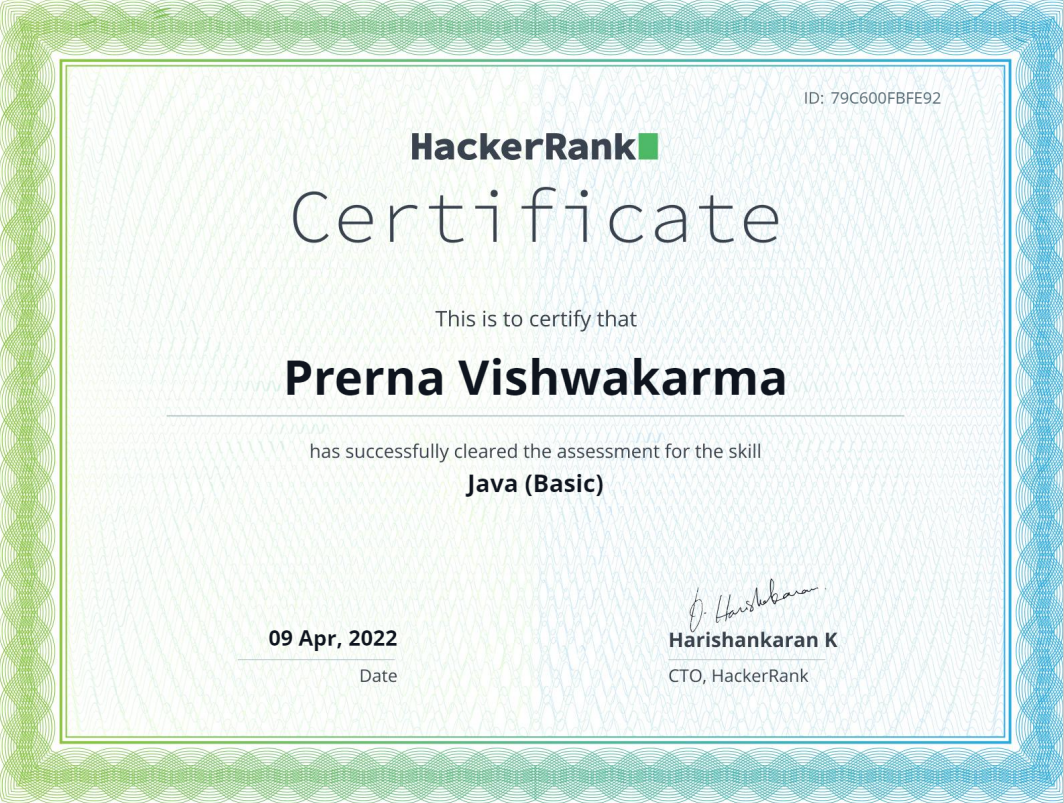 ID: 79C600FBFE92
HackerRank
Certificate
This is to certify that
Prerna Vishwakarma
has successfully cleared the assessment for the skill
Java (Basic)
09 Apr, 2022
Date
Harishankaran K
CTO, HackerRank